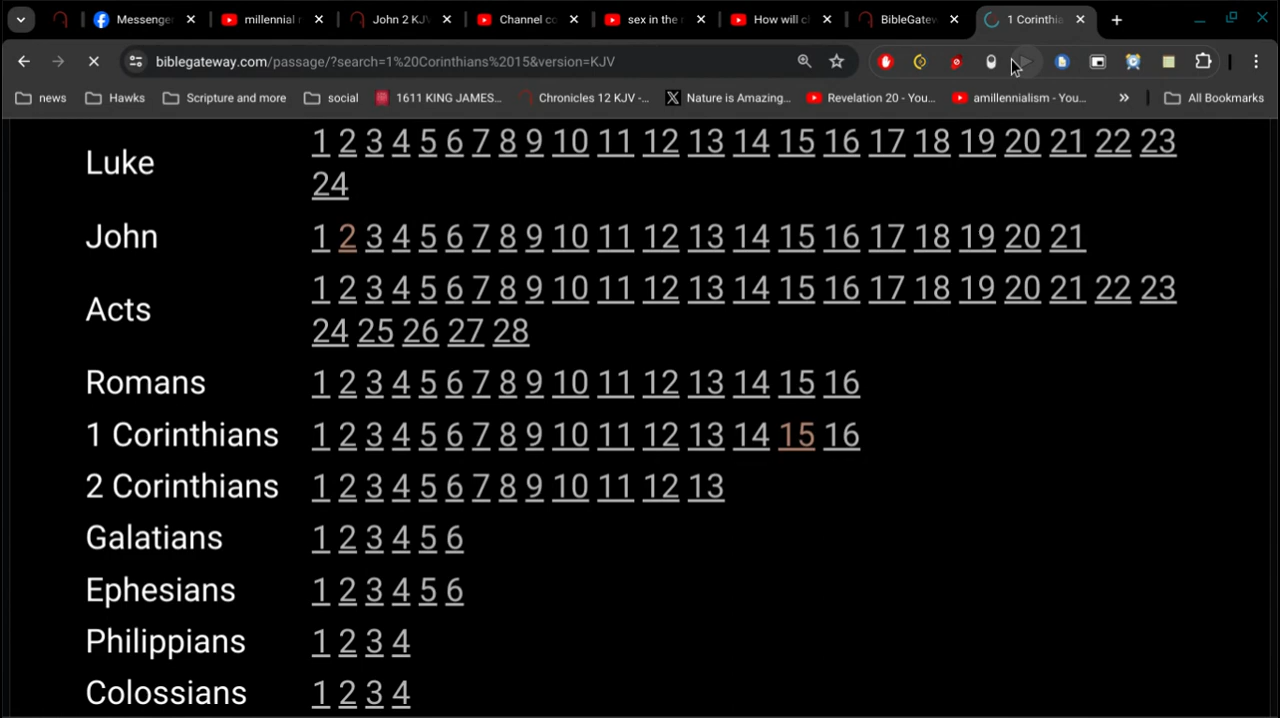 Messenger
millennial
John 2 KJ
Channel co
sex in the
How will c
BibleGatew
1 Corinthia
biblegateway.com/passage/?search=1%20Corinthians%2015&version=KJV
news
Hawks
Scripture and more
social
1611 KING JAMES...
Chronicles 12 KJV -...
Nature is Amazing...
Revelation 20 - You...
amillennialism - You...
»
All Bookmarks
Luke 1 2 3 4 5 6 7 8 9 10 11 12 13 14 15 16 17 18 19 20 21 22 23
24
John 1 2 3 4 5 6 7 8 9 10 11 12 13 14 15 16 17 18 19 20 21
Acts 1 2 3 4 5 6 7 8 9 10 11 12 13 14 15 16 17 18 19 20 21 22 23
24 25 26 27 28
Romans 1 2 3 4 5 6 7 8 9 10 11 12 13 14 15 16
1 Corinthians 1 2 3 4 5 6 7 8 9 10 11 12 13 14 15 16
2 Corinthians 1 2 3 4 5 6 7 8 9 10 11 12 13
Galatians 1 2 3 4 5 6
Ephesians 1 2 3 4 5 6
Philippians 1 2 3 4
Colossians 1 2 3 4